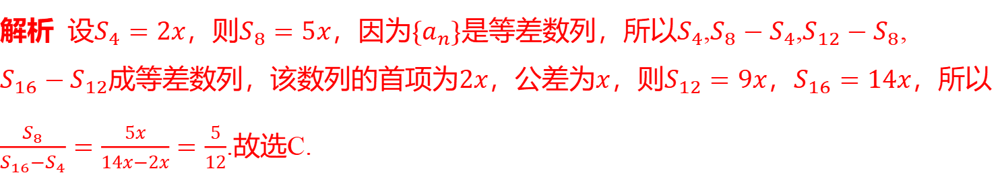 解析 设$S_4 = 2x$，则$S_8 = 5x$，因为$\{a_n\}$是等差数列，所以$S_4$,$S_8 - S_4$,$S_{12} - S_8$,
$S_{16} - S_{12}$成等差数列，该数列的首项为$2x$，公差为$x$，则$S_{12} = 9x$，$S_{16} = 14x$，所以
$\frac{S_8}{S_{16}-S_4} = \frac{5x}{14x-2x} = \frac{5}{12}$.故选C.